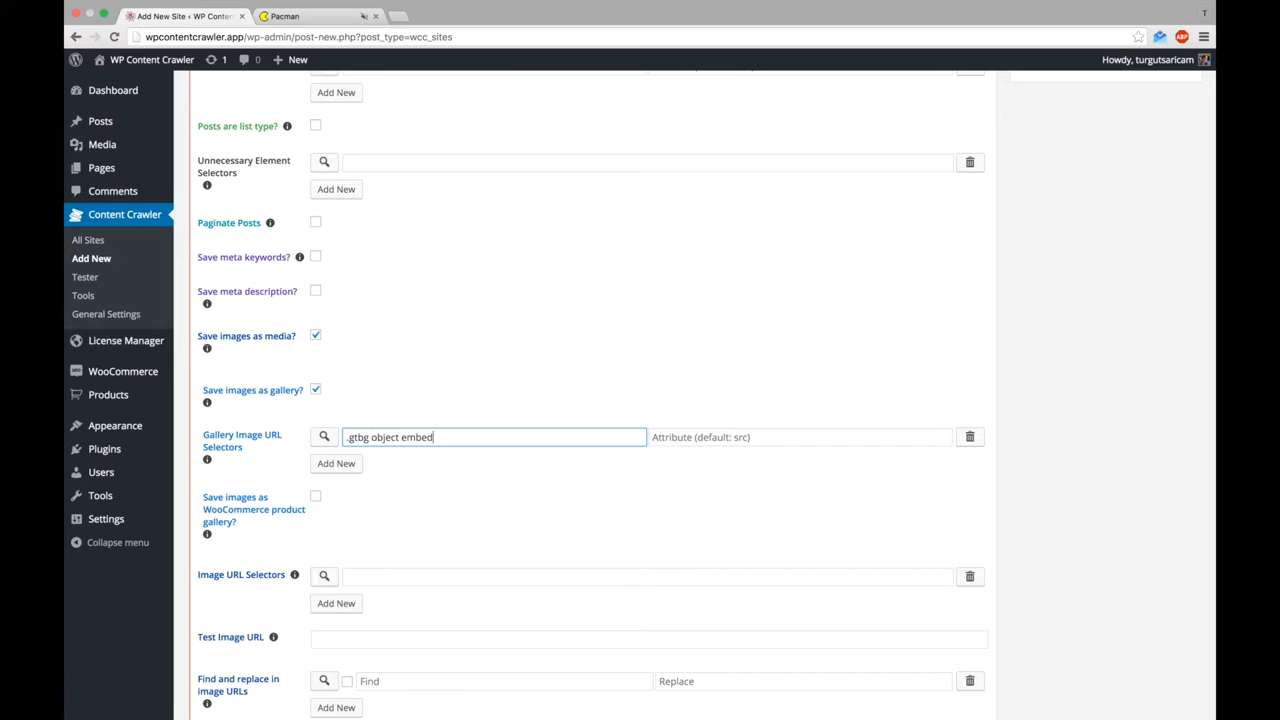 Add New Site ‹ WP Conten
Pacman
T
wpcontentcrawler.app/wp-admin/post-new.php?post_type=wcc_sites
ABP
WP Content Crawler
1
0
New
Howdy, turgutsaricam
Dashboard
Posts
Media
Pages
Comments
Content Crawler
All Sites
Add New
Tester
Tools
General Settings
License Manager
WooCommerce
Products
Appearance
Plugins
Users
Tools
Settings
Collapse menu
Add New
Posts are list type?
Unnecessary Element
Selectors
Add New
Paginate Posts
Save meta keywords?
Save meta description?
Save images as media?
Save images as gallery?
Gallery Image URL
Selectors
.gtbg object embed
Attribute (default: src)
Add New
Save images as
WooCommerce product
gallery?
Image URL Selectors
Add New
Test Image URL
Find and replace in
image URLs
Find
Replace
Add New